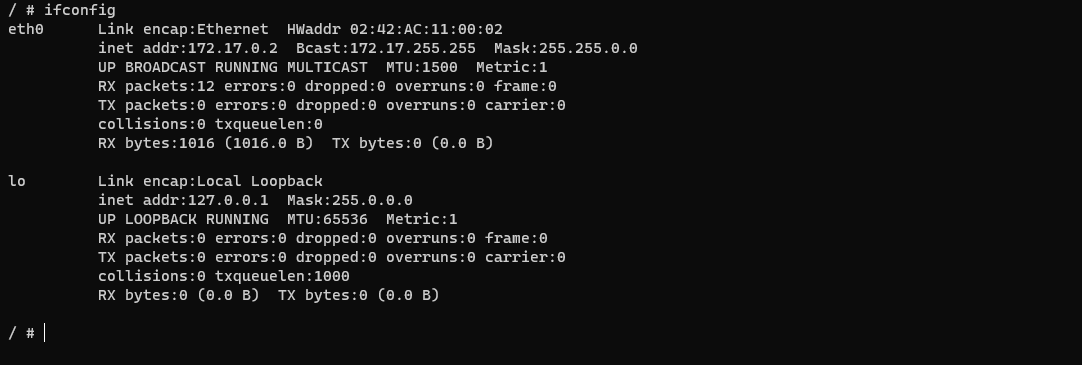 / # ifconfig
eth0      Link encap:Ethernet  HWaddr 02:42:AC:11:00:02
          inet addr:172.17.0.2  Bcast:172.17.255.255  Mask:255.255.0.0
          UP BROADCAST RUNNING MULTICAST  MTU:1500  Metric:1
          RX packets:12 errors:0 dropped:0 overruns:0 frame:0
          TX packets:0 errors:0 dropped:0 overruns:0 carrier:0
          collisions:0 txqueuelen:0
          RX bytes:1016 (1016.0 B)  TX bytes:0 (0.0 B)

lo        Link encap:Local Loopback
          inet addr:127.0.0.1  Mask:255.0.0.0
          UP LOOPBACK RUNNING  MTU:65536  Metric:1
          RX packets:0 errors:0 dropped:0 overruns:0 frame:0
          TX packets:0 errors:0 dropped:0 overruns:0 carrier:0
          collisions:0 txqueuelen:1000
          RX bytes:0 (0.0 B)  TX bytes:0 (0.0 B)

/ #